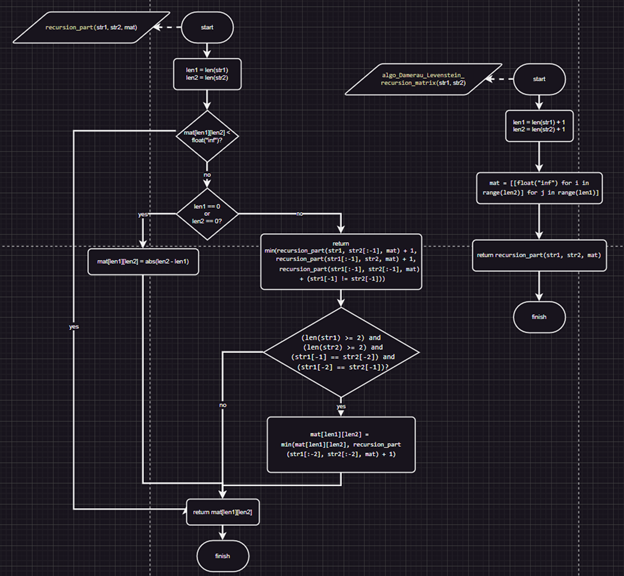 recursion_part(str1, str2, mat)
start
len1 = len(str1)
len2 = len(str2)
mat[len1][len2] <
float("inf")?
no
len1 == 0
or
len2 == 0?
yes
no
mat[len1][len2] = abs(len2 - len1)
return
min(recursion_part(str1, str2[:-1], mat) + 1,
recursion_part(str1[:-1], str2, mat) + 1,
recursion_part(str1[:-1], str2[:-1], mat)
+ (str1[-1] != str2[-1]))
yes
(len(str1) >= 2) and
(len(str2) >= 2) and
(str1[-1] == str2[-2]) and
(str1[-2] == str2[-1])?
no
yes
mat[len1][len2] =
min(mat[len1][len2], recursion_part
(str1[:-2], str2[:-2], mat) + 1)
return mat[len1][len2]
finish
algo_Damerau_Levenstein_
recursion_matrix(str1, str2)
start
len1 = len(str1) + 1
len2 = len(str2) + 1
mat = [[float("inf") for i in
range(len2)] for j in range(len1)]
return recursion_part(str1, str2, mat)
finish